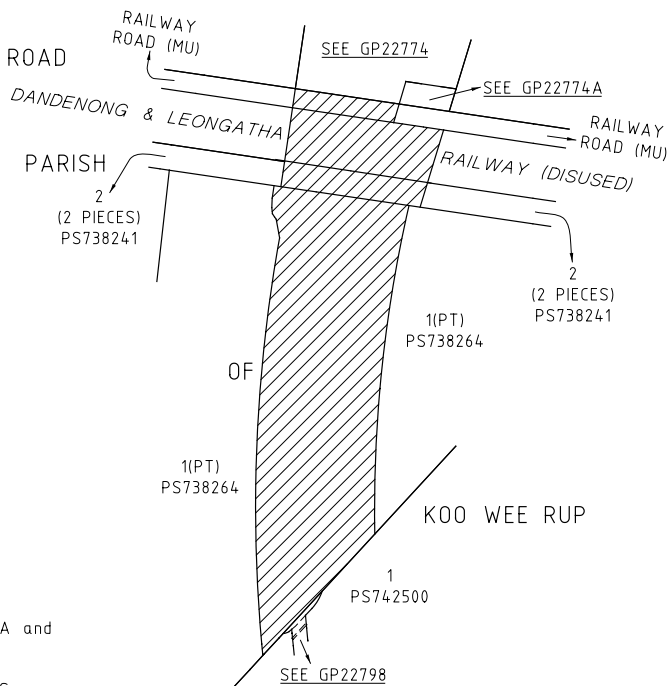 RAILWAY
ROAD (MU)
SEE GP22774
ROAD
SEE GP22774A
DANDENONG & LEONGATHA
RAILWAY (DISUSED)
RAILWAY
ROAD (MU)
PARISH
2
(2 PIECES)
PS738241
2
(2 PIECES)
PS738241
1(PT)
PS738264
OF
1(PT)
PS738264
KOO WEE RUP
1
PS742500
A and
SEE GP22798